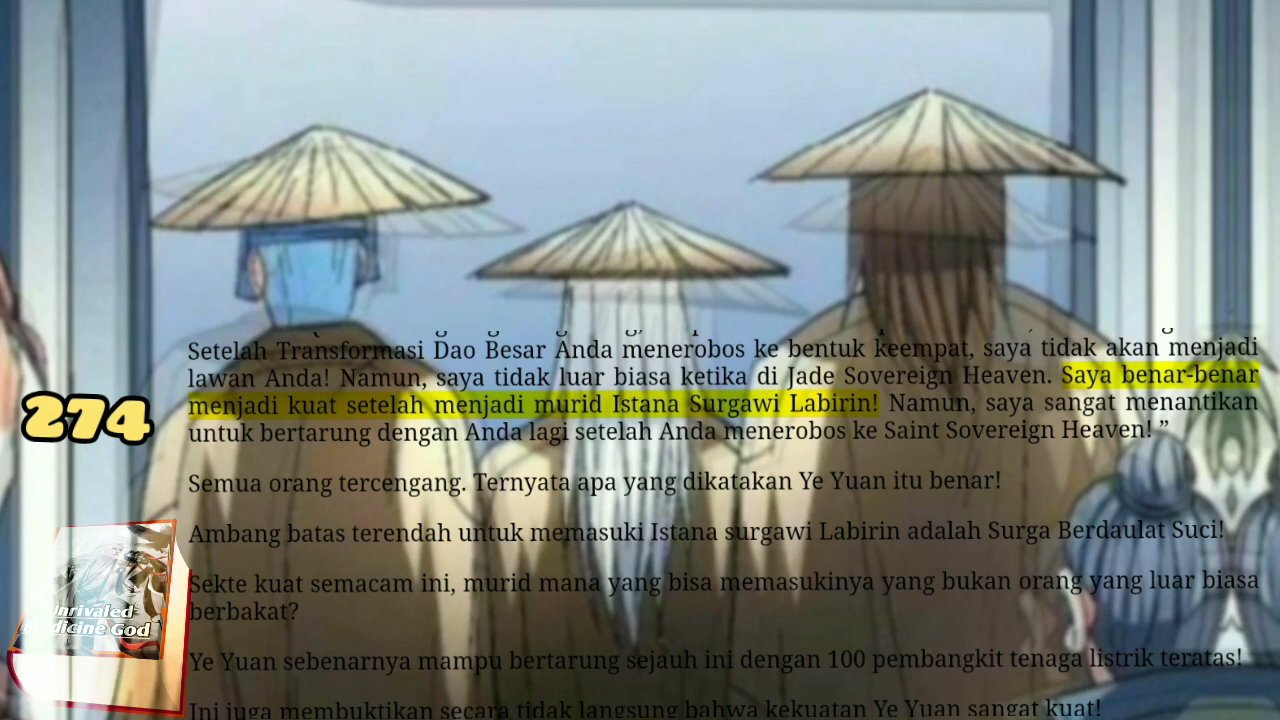 Setelah Transformasi Dao Besar Anda menerobos ke bentuk keempat, saya tidak akan menjadi
lawan Anda! Namun, saya tidak luar biasa ketika di Jade Sovereign Heaven. Saya benar-benar
menjadi kuat setelah menjadi murid Istana Surgawi Labirin! Namun, saya sangat menantikan
untuk bertarung dengan Anda lagi setelah Anda menerobos ke Saint Sovereign Heaven! ”
Semua orang tercengang. Ternyata apa yang dikatakan Ye Yuan itu benar!
Ambang batas terendah untuk memasuki Istana surgawi Labirin adalah Surga Berdaulat Suci!
Sekte kuat semacam ini, murid mana yang bisa memasukinya yang bukan orang yang luar biasa
berbakat?
Ye Yuan sebenarnya mampu bertarung sejauh ini dengan 100 pembangkit tenaga listrik teratas!
Ini juga membuktikan secara tidak langsung bahwa kekuatan Ye Yuan sangat kuat!
274
Unrivaled
Medicine God